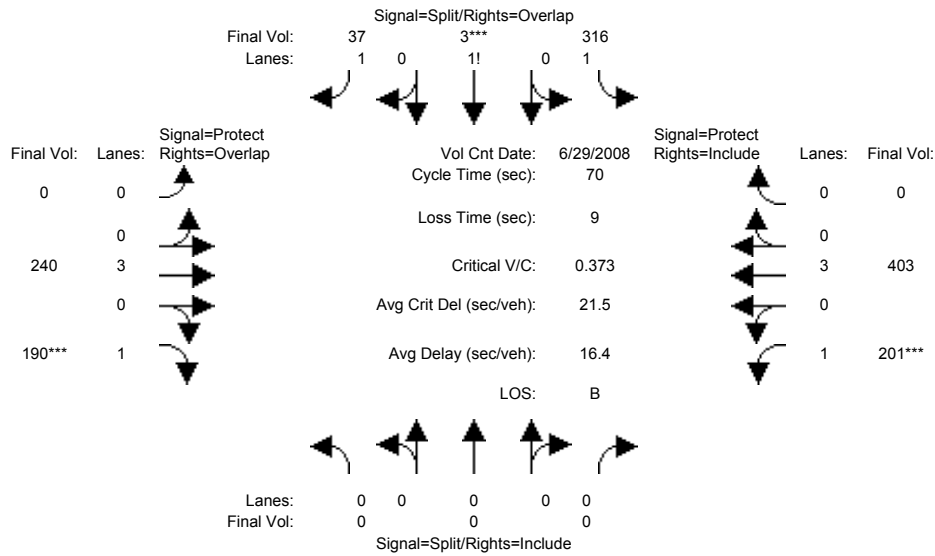 Signal=Split/Rights=Overlap
Final Vol: 37 3*** 316
Lanes: 1 0 1! 0 1
Signal=Protect Signal=Protect
Final Vol: Lanes: Rights=Overlap Vol Cnt Date: 6/29/2008 Rights=Include Lanes: Final Vol:
Cycle Time (sec): 70
0 0 0 0
Loss Time (sec): 9
0 0
240 3 Critical V/C: 0.373 3 403
0 Avg Crit Del (sec/veh): 21.5 0
190*** 1 Avg Delay (sec/veh): 16.4 1 201***
LOS: B
Lanes: 0 0 0 0 0
Final Vol: 0 0 0
Signal=Split/Rights=Include